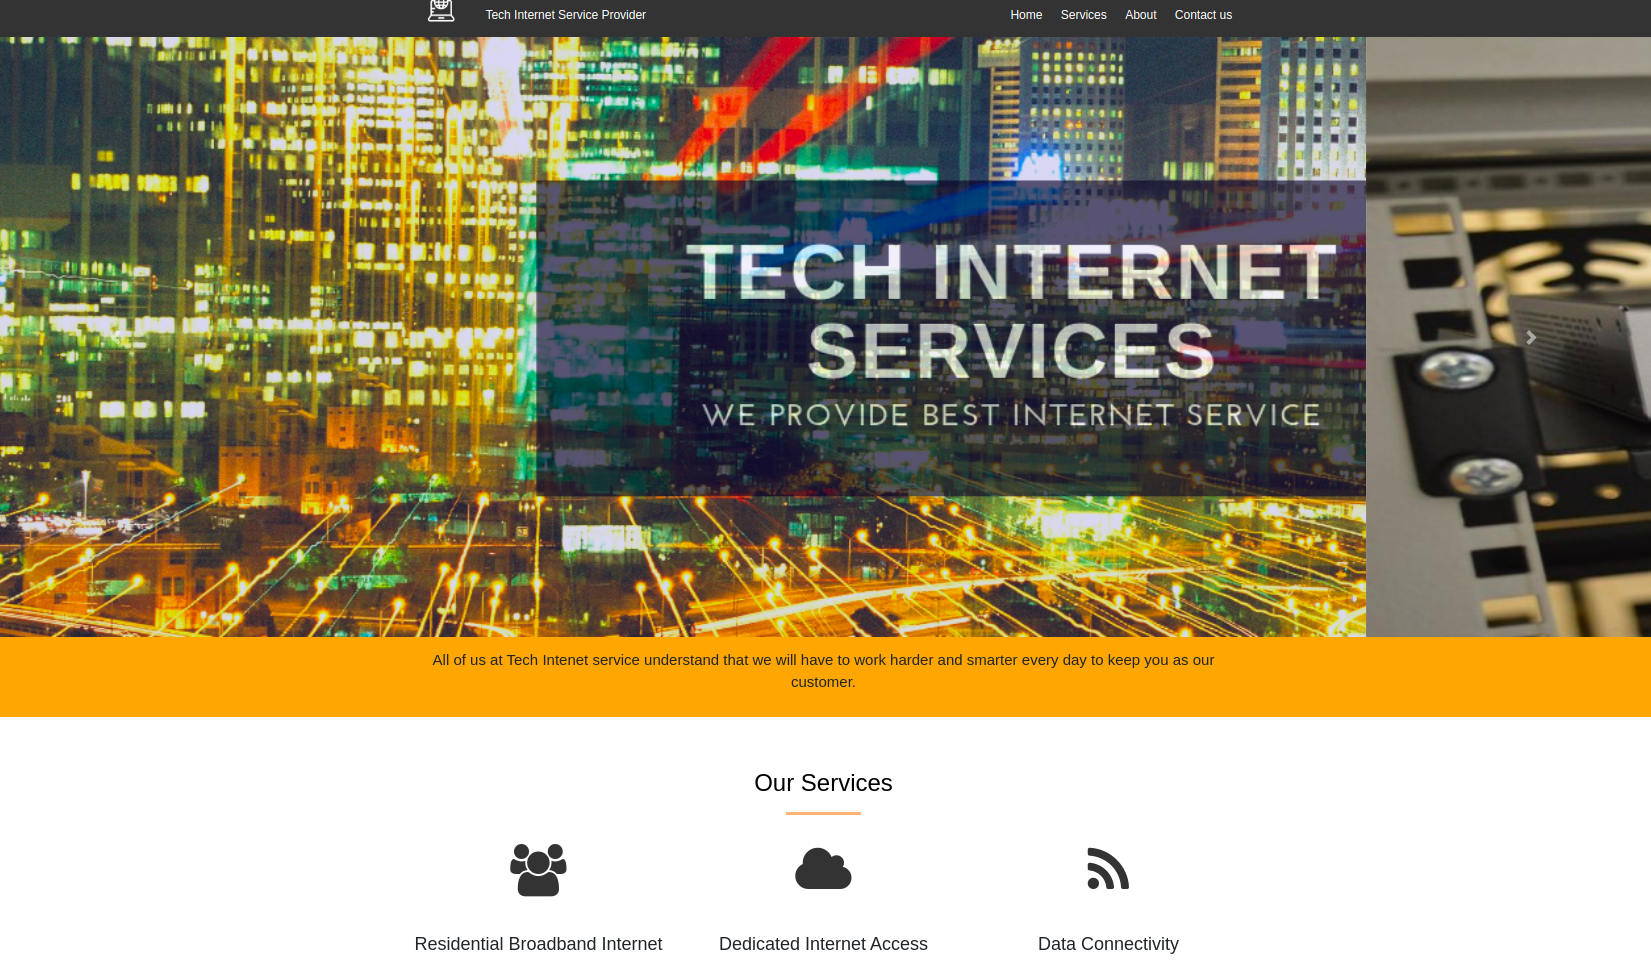 Tech Internet Service Provider
Home Services About Contact us
TECH INTERNET
SERVICES
WE PROVIDE BEST INTERNET SERVICE
All of us at Tech Intenet service understand that we will have to work harder and smarter every day to keep you as our
customer.
Our Services
Residential Broadband Internet
Dedicated Internet Access
Data Connectivity